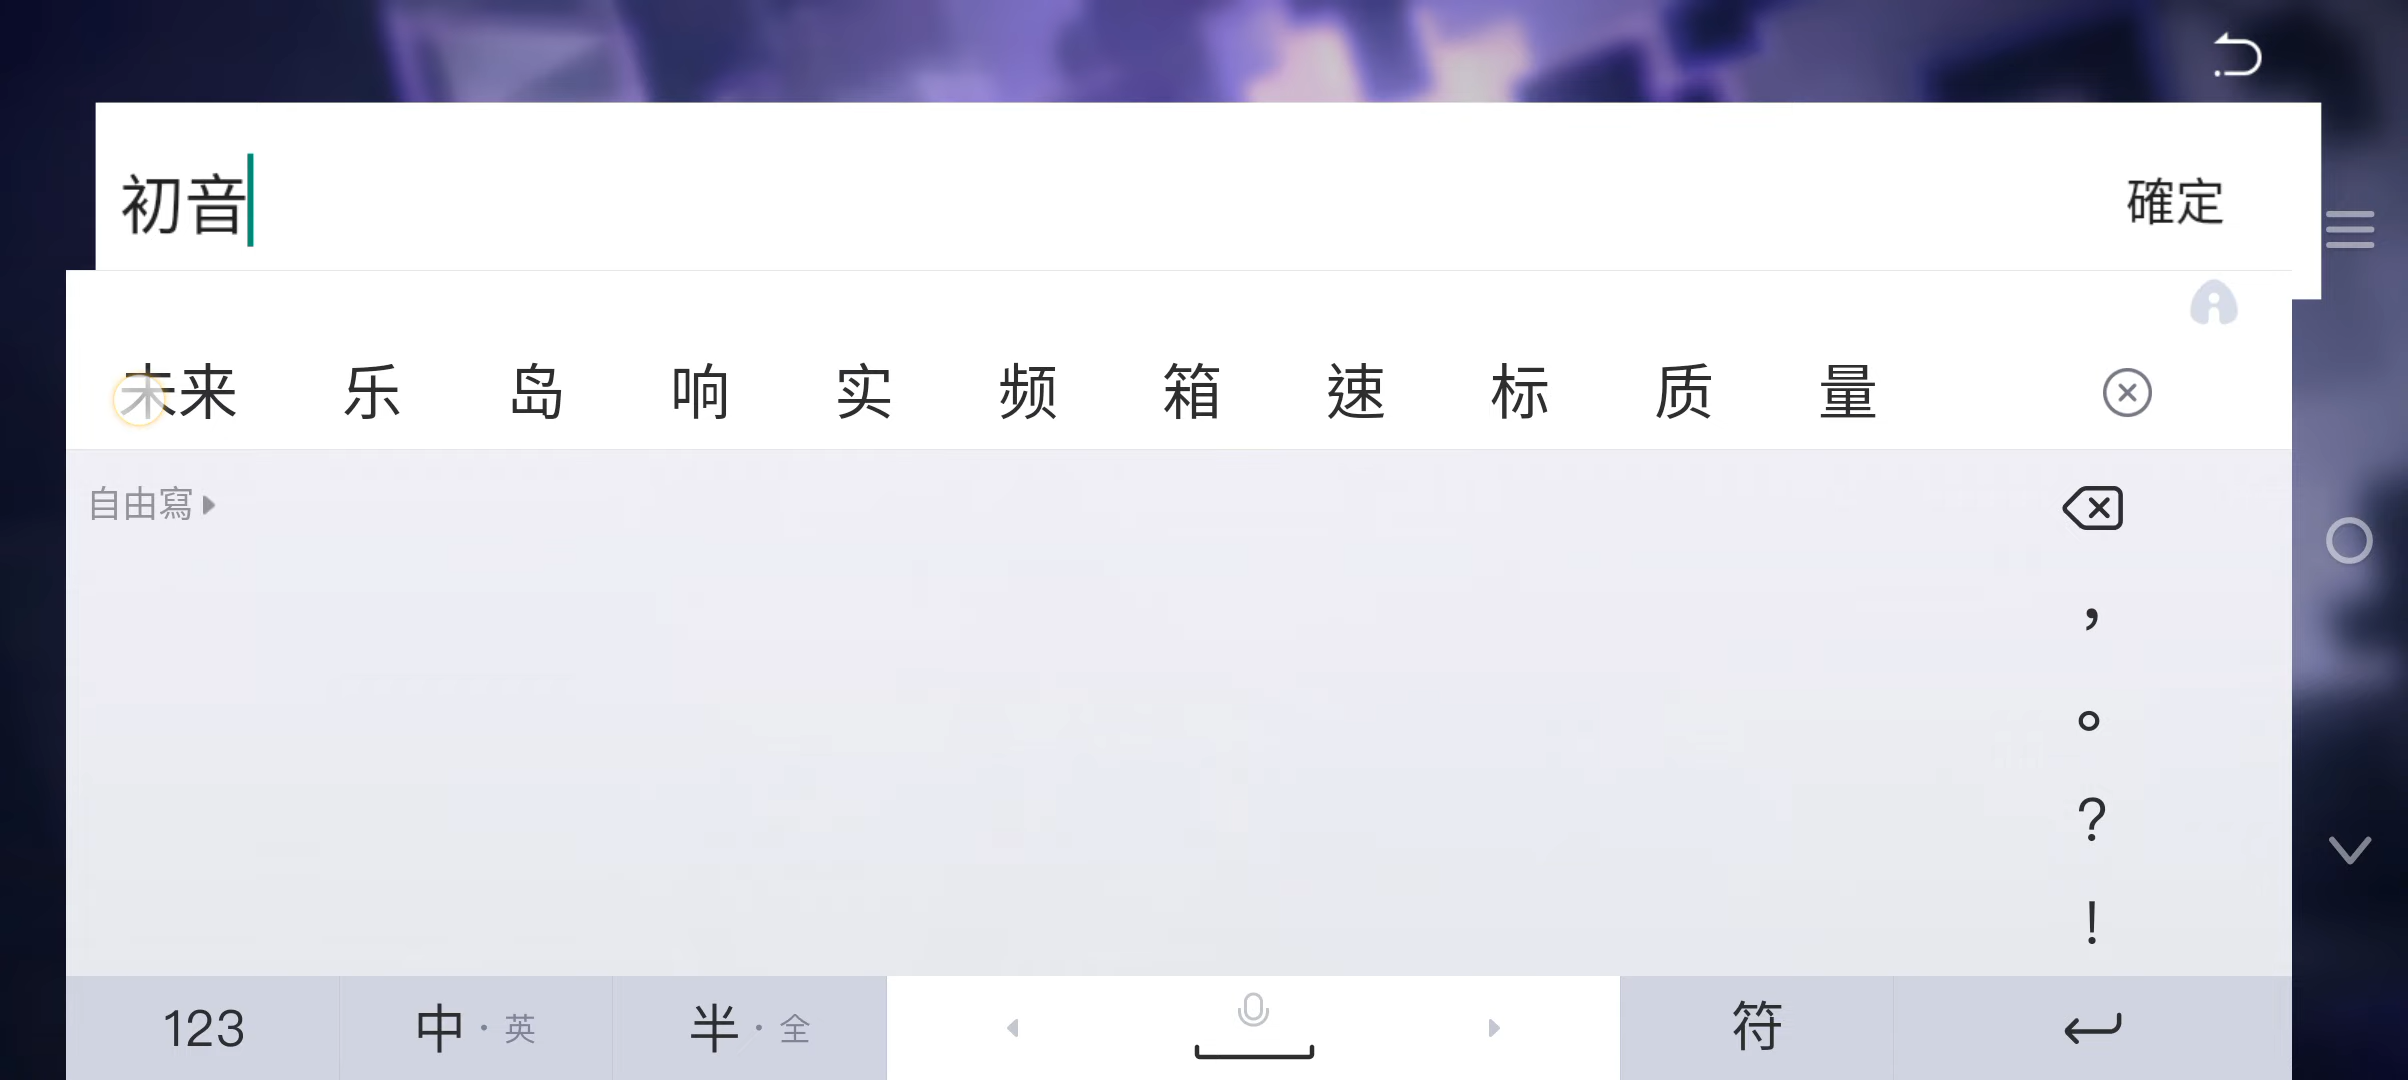 初音
確定
未来 乐 岛 响 实 频 箱 速 标 质 量
自由寫
，
。
？
！
123 中·英 半·全 符